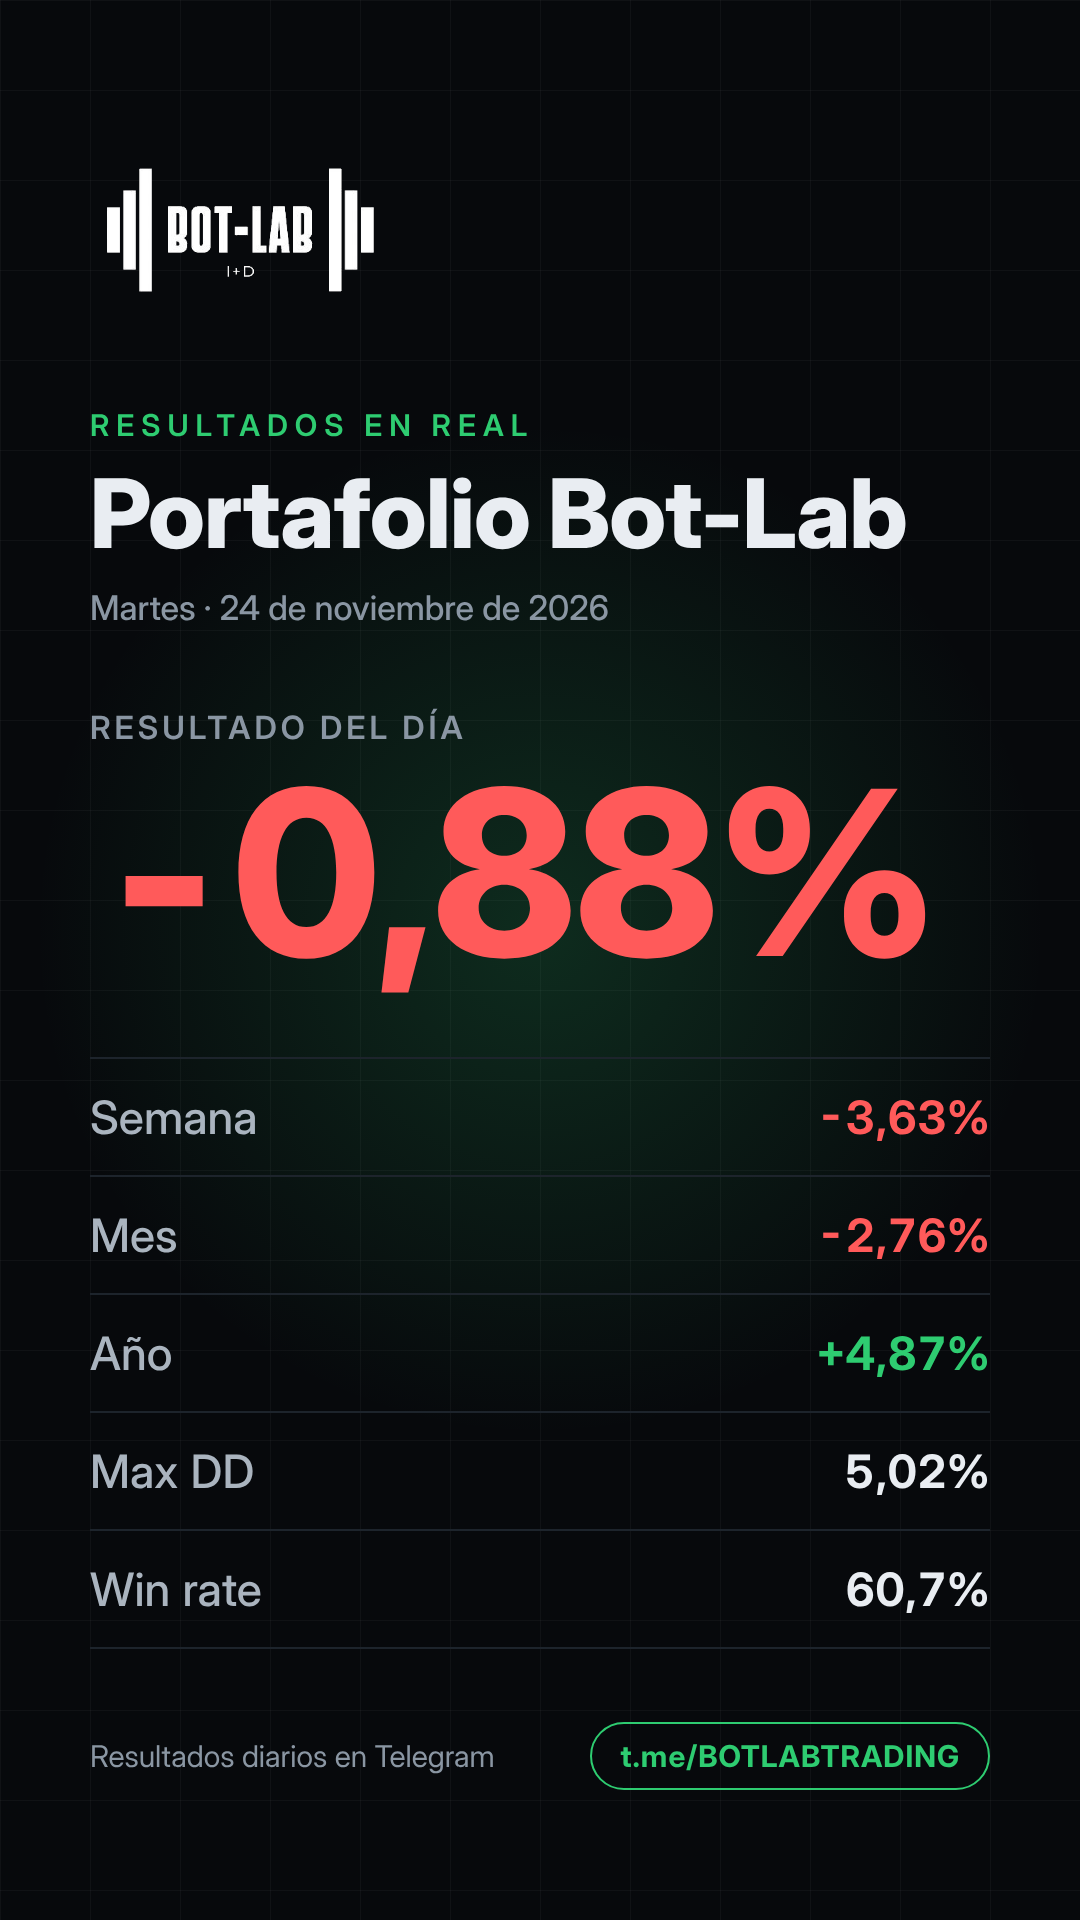 BOT-LAB
I+D
RESULTADOS EN REAL
Portafolio Bot-Lab
Martes · 24 de noviembre de 2026
RESULTADO DEL DÍA
-0,88%
Semana -3,63%
Mes -2,76%
Año +4,87%
Max DD 5,02%
Win rate 60,7%
Resultados diarios en Telegram t.me/BOTLABTRADING